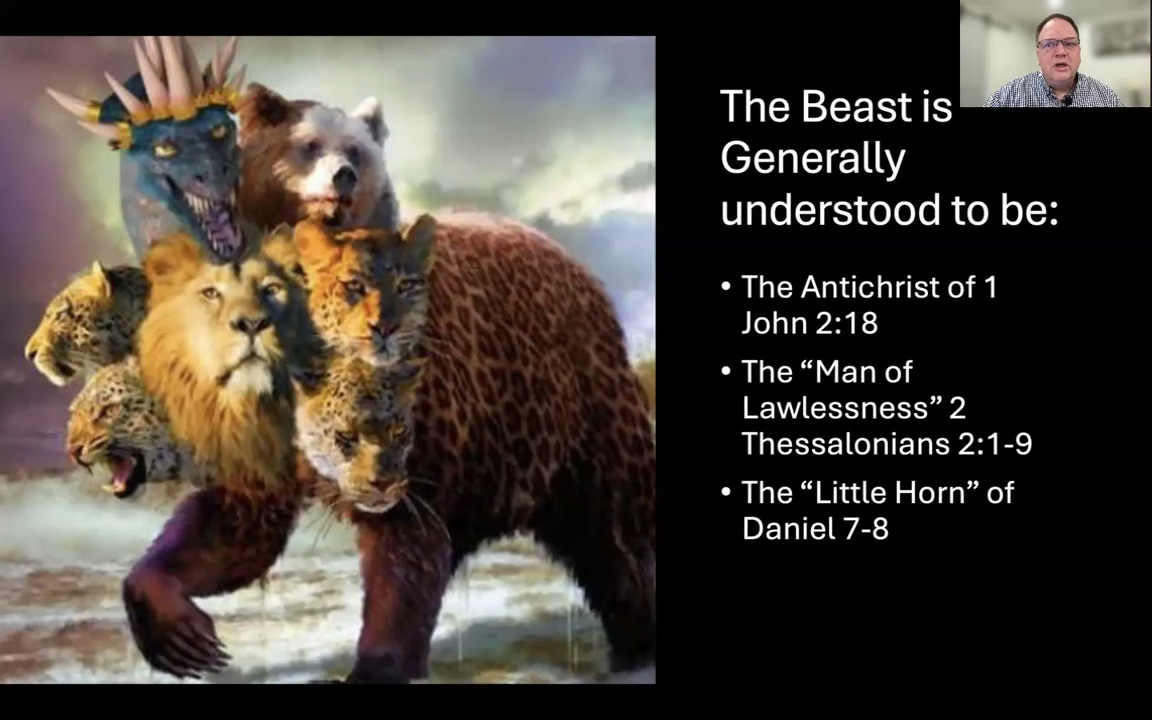 The Beast is
Generally
understood to be:
• The Antichrist of 1
John 2:18
• The “Man of
Lawlessness” 2
Thessalonians 2:1-9
• The “Little Horn” of
Daniel 7-8